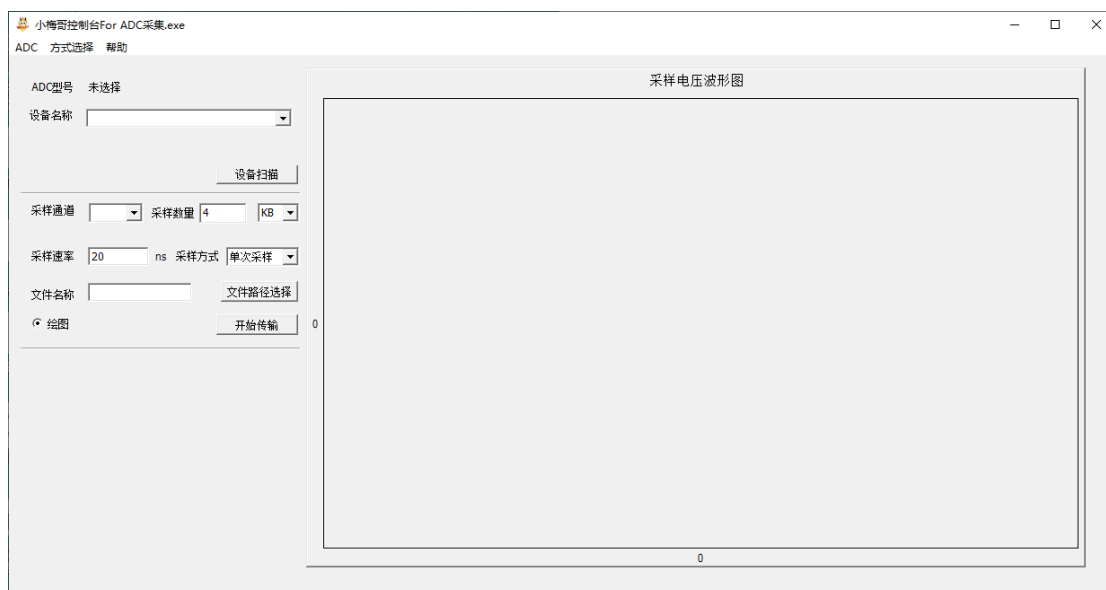 小梅哥控制台For ADC采集.exe
ADC 方式选择 帮助
ADC型号 未选择
设备名称
设备扫描
采样通道 采样数量 4 KB
采样速率 20 ns 采样方式 单次采样
文件名称 文件路径选择
绘图 开始传输
采样电压波形图
0
0